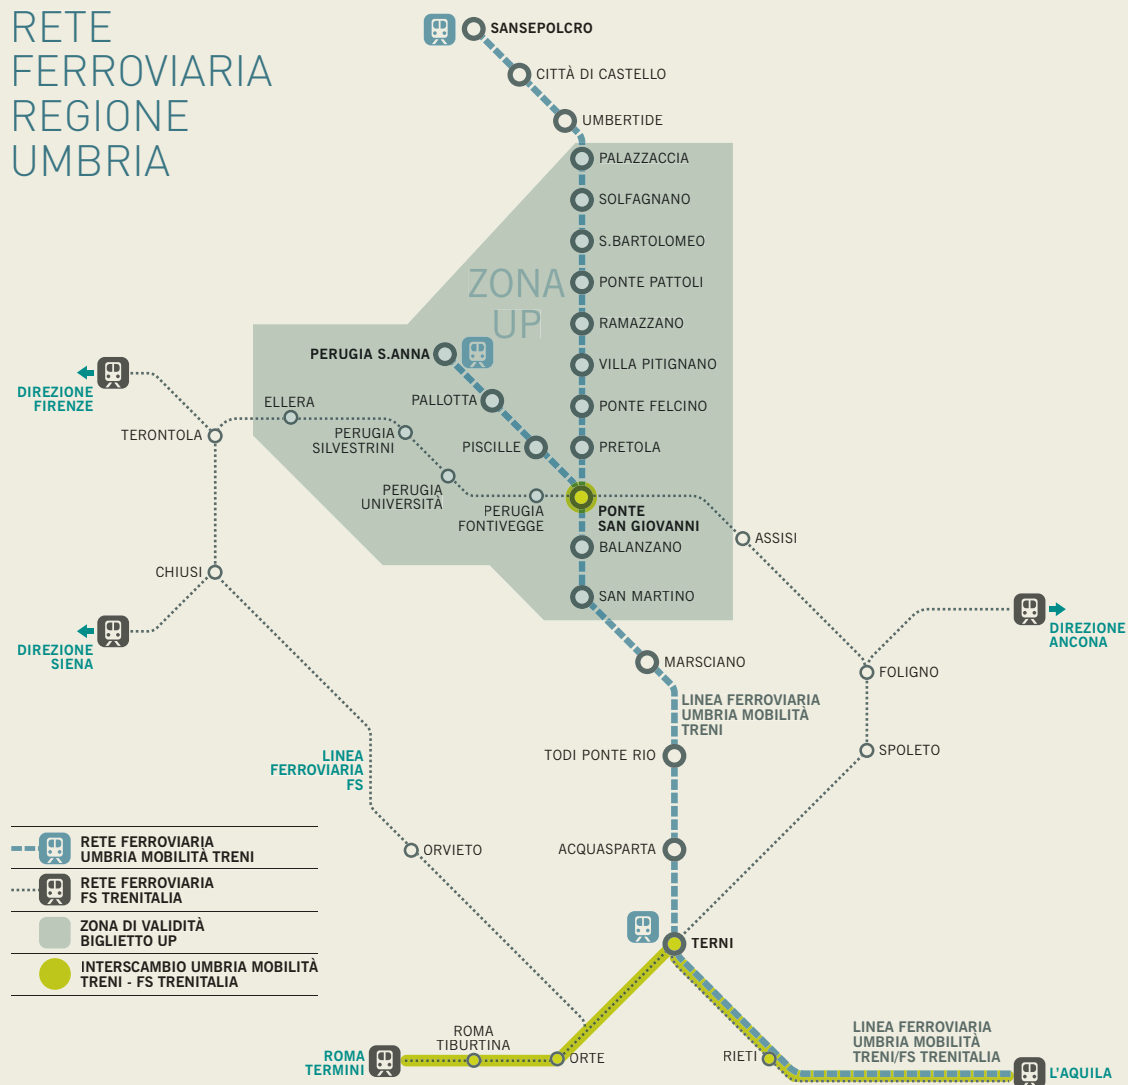 RETE
FERROVIARIA
REGIONE
UMBRIA
SANSEPOLCRO
CITTÀ DI CASTELLO
UMBERTIDE
PALAZZACCIA
SOLFAGNANO
S.BARTOLOMEO
ZONA
UP
PONTE PATTOLI
RAMAZZANO
VILLA PITIGNANO
PONTE FELCINO
PRETOLA
PERUGIA S.ANNA
PALLOTTA
PISCILLE
DIREZIONE
FIRENZE
TERONTOLA
ELLERA
PERUGIA
SILVESTRINI
PERUGIA
UNIVERSITÀ
PERUGIA
FONTIVEGGE
PONTE
SAN GIOVANNI
BALANZANO
SAN MARTINO
ASSISI
CHIUSI
DIREZIONE
SIENA
DIREZIONE
ANCONA
MARSCIANO
FOLIGNO
LINEA FERROVIARIA
UMBRIA MOBILITÀ
TRENI
TODI PONTE RIO
SPOLETO
LINEA
FERROVIARIA
FS
ORVIETO
ACQUASPARTA
RETE FERROVIARIA
UMBRIA MOBILITÀ TRENI
RETE FERROVIARIA
FS TRENITALIA
ZONA DI VALIDITÀ
BIGLIETTO UP
INTERSCAMBIO UMBRIA MOBILITÀ
TRENI - FS TRENITALIA
TERNI
ROMA
TERMINI
ROMA
TIBURTINA
ORTE
RIETI
LINEA FERROVIARIA
UMBRIA MOBILITÀ
TRENI/FS TRENITALIA
L'AQUILA